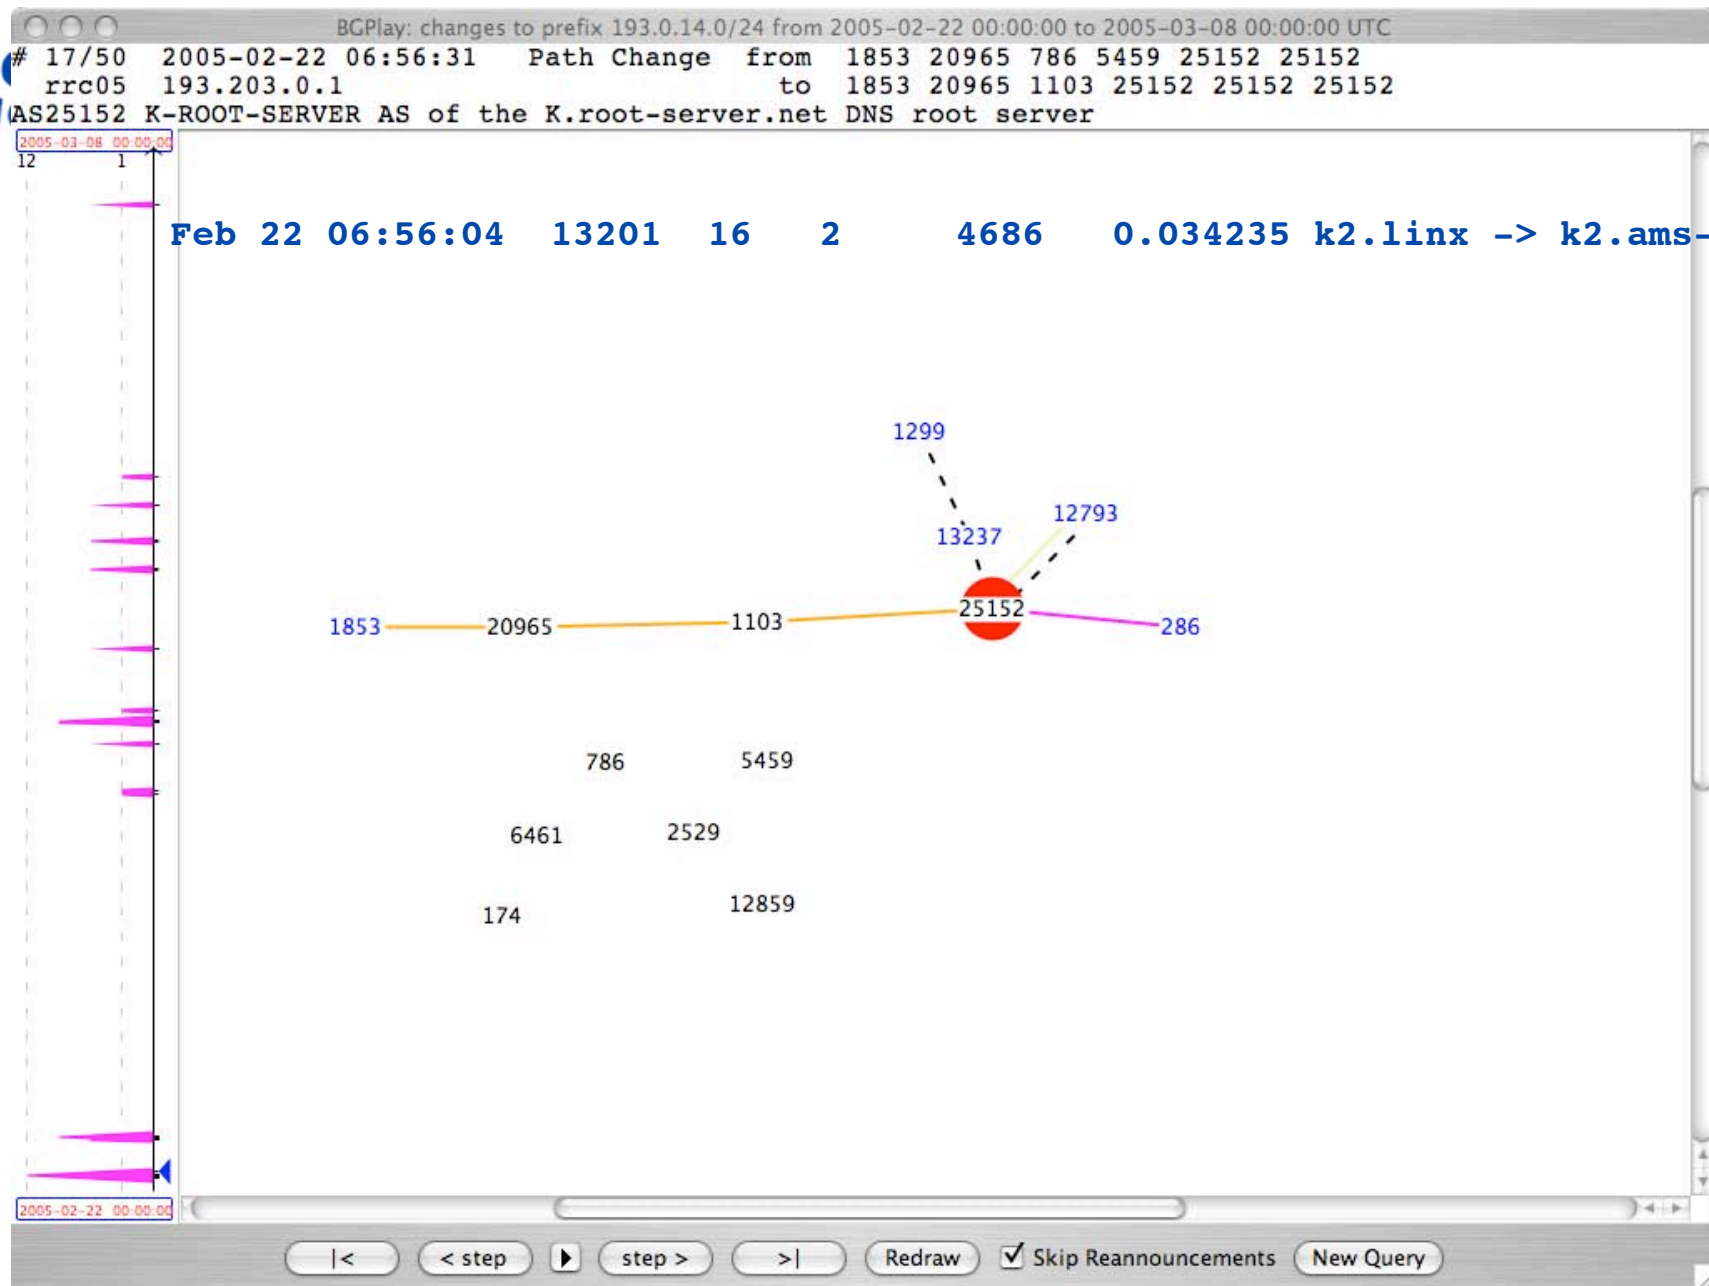 BGPlay: changes to prefix 193.0.14.0/24 from 2005-02-22 00:00:00 to 2005-03-08 00:00:00 UTC
# 17/50 2005-02-22 06:56:31 Path Change from 1853 20965 786 5459 25152 25152
rrc05 193.203.0.1 to 1853 20965 1103 25152 25152 25152
AS25152 K-ROOT-SERVER AS of the K.root-server.net DNS root server
2005-03-08 00:00:00
12 1
Feb 22 06:56:04 13201 16 2 4686 0.034235 k2.linx -> k2.ams-
1299
12793
13237
25152
1853 20965 1103 286
786 5459
6461 2529
174 12859
2005-02-22 00:00:00
|< < step step > >| Redraw Skip Reannouncements New Query